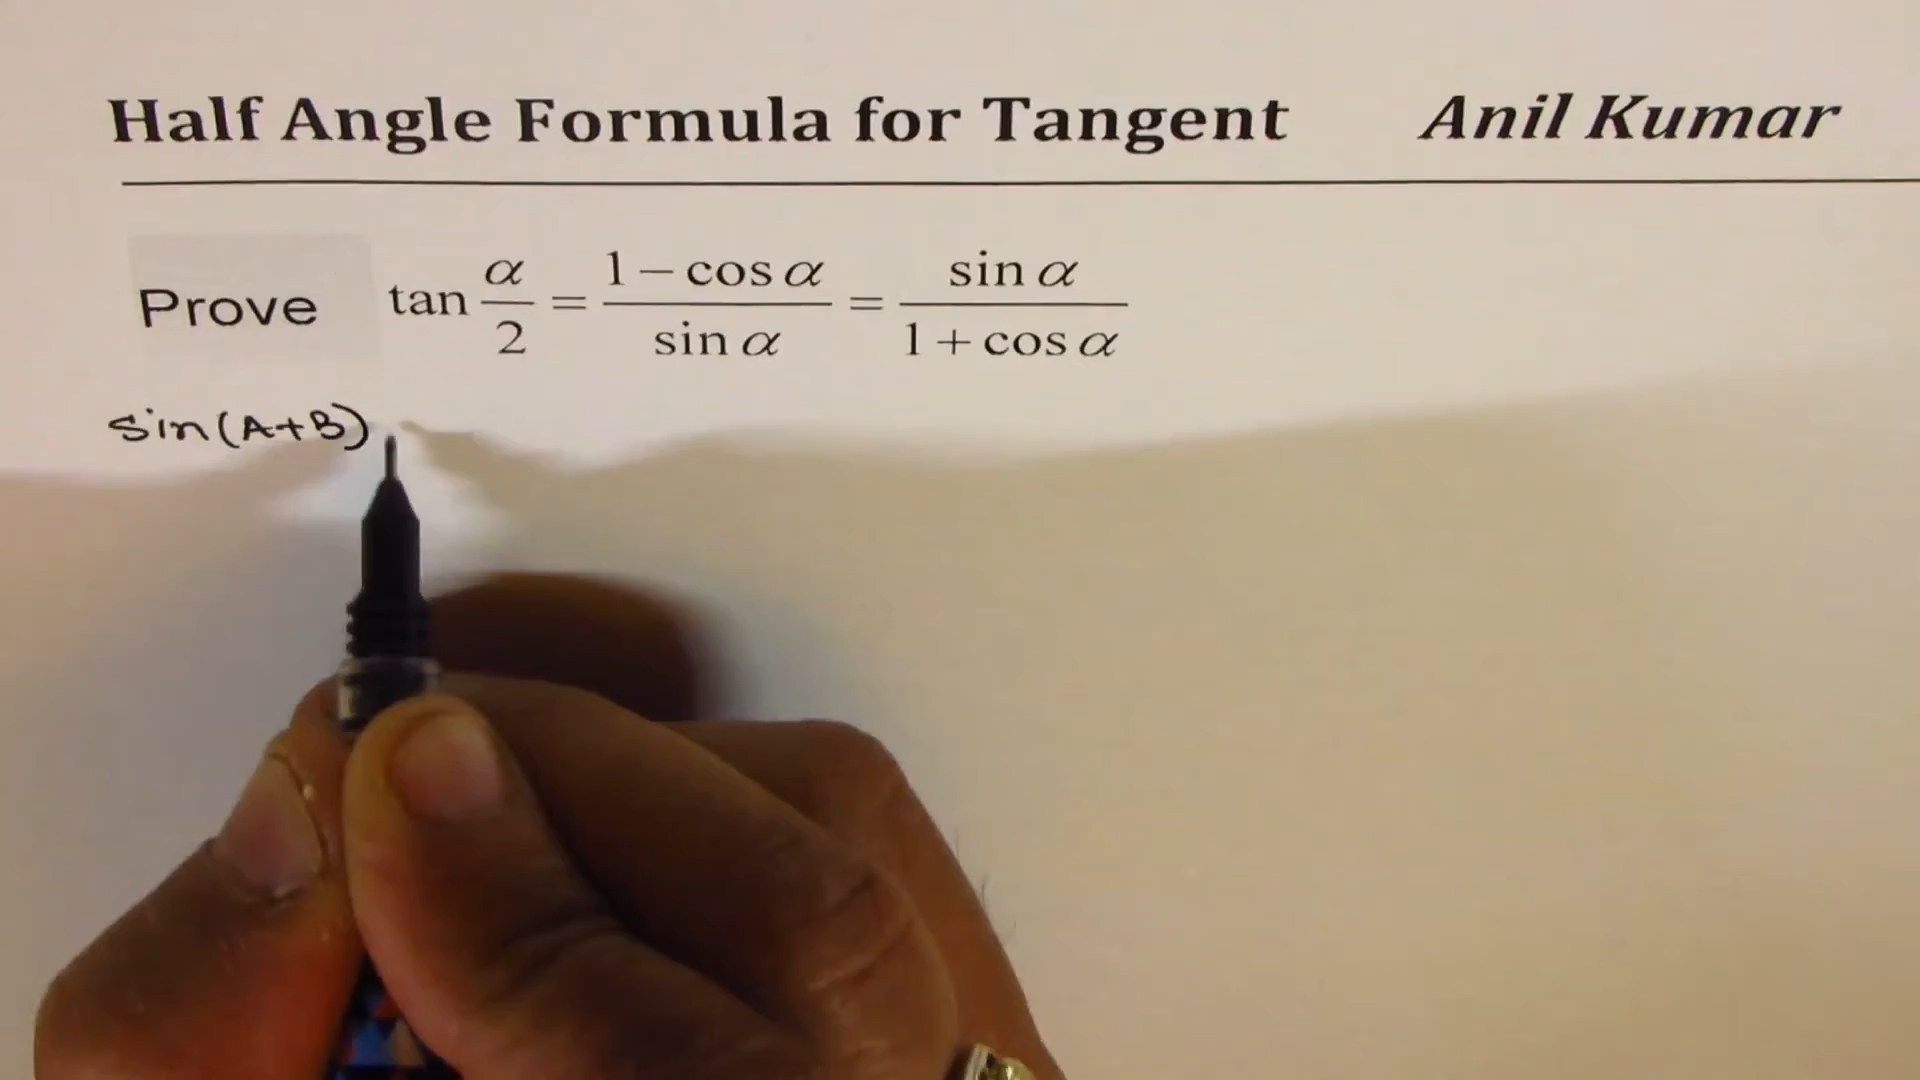 Half Angle Formula for Tangent Anil Kumar
Prove tan α/2 = (1 − cos α)/(sin α) = (sin α)/(1 + cos α)
sin(A+B)